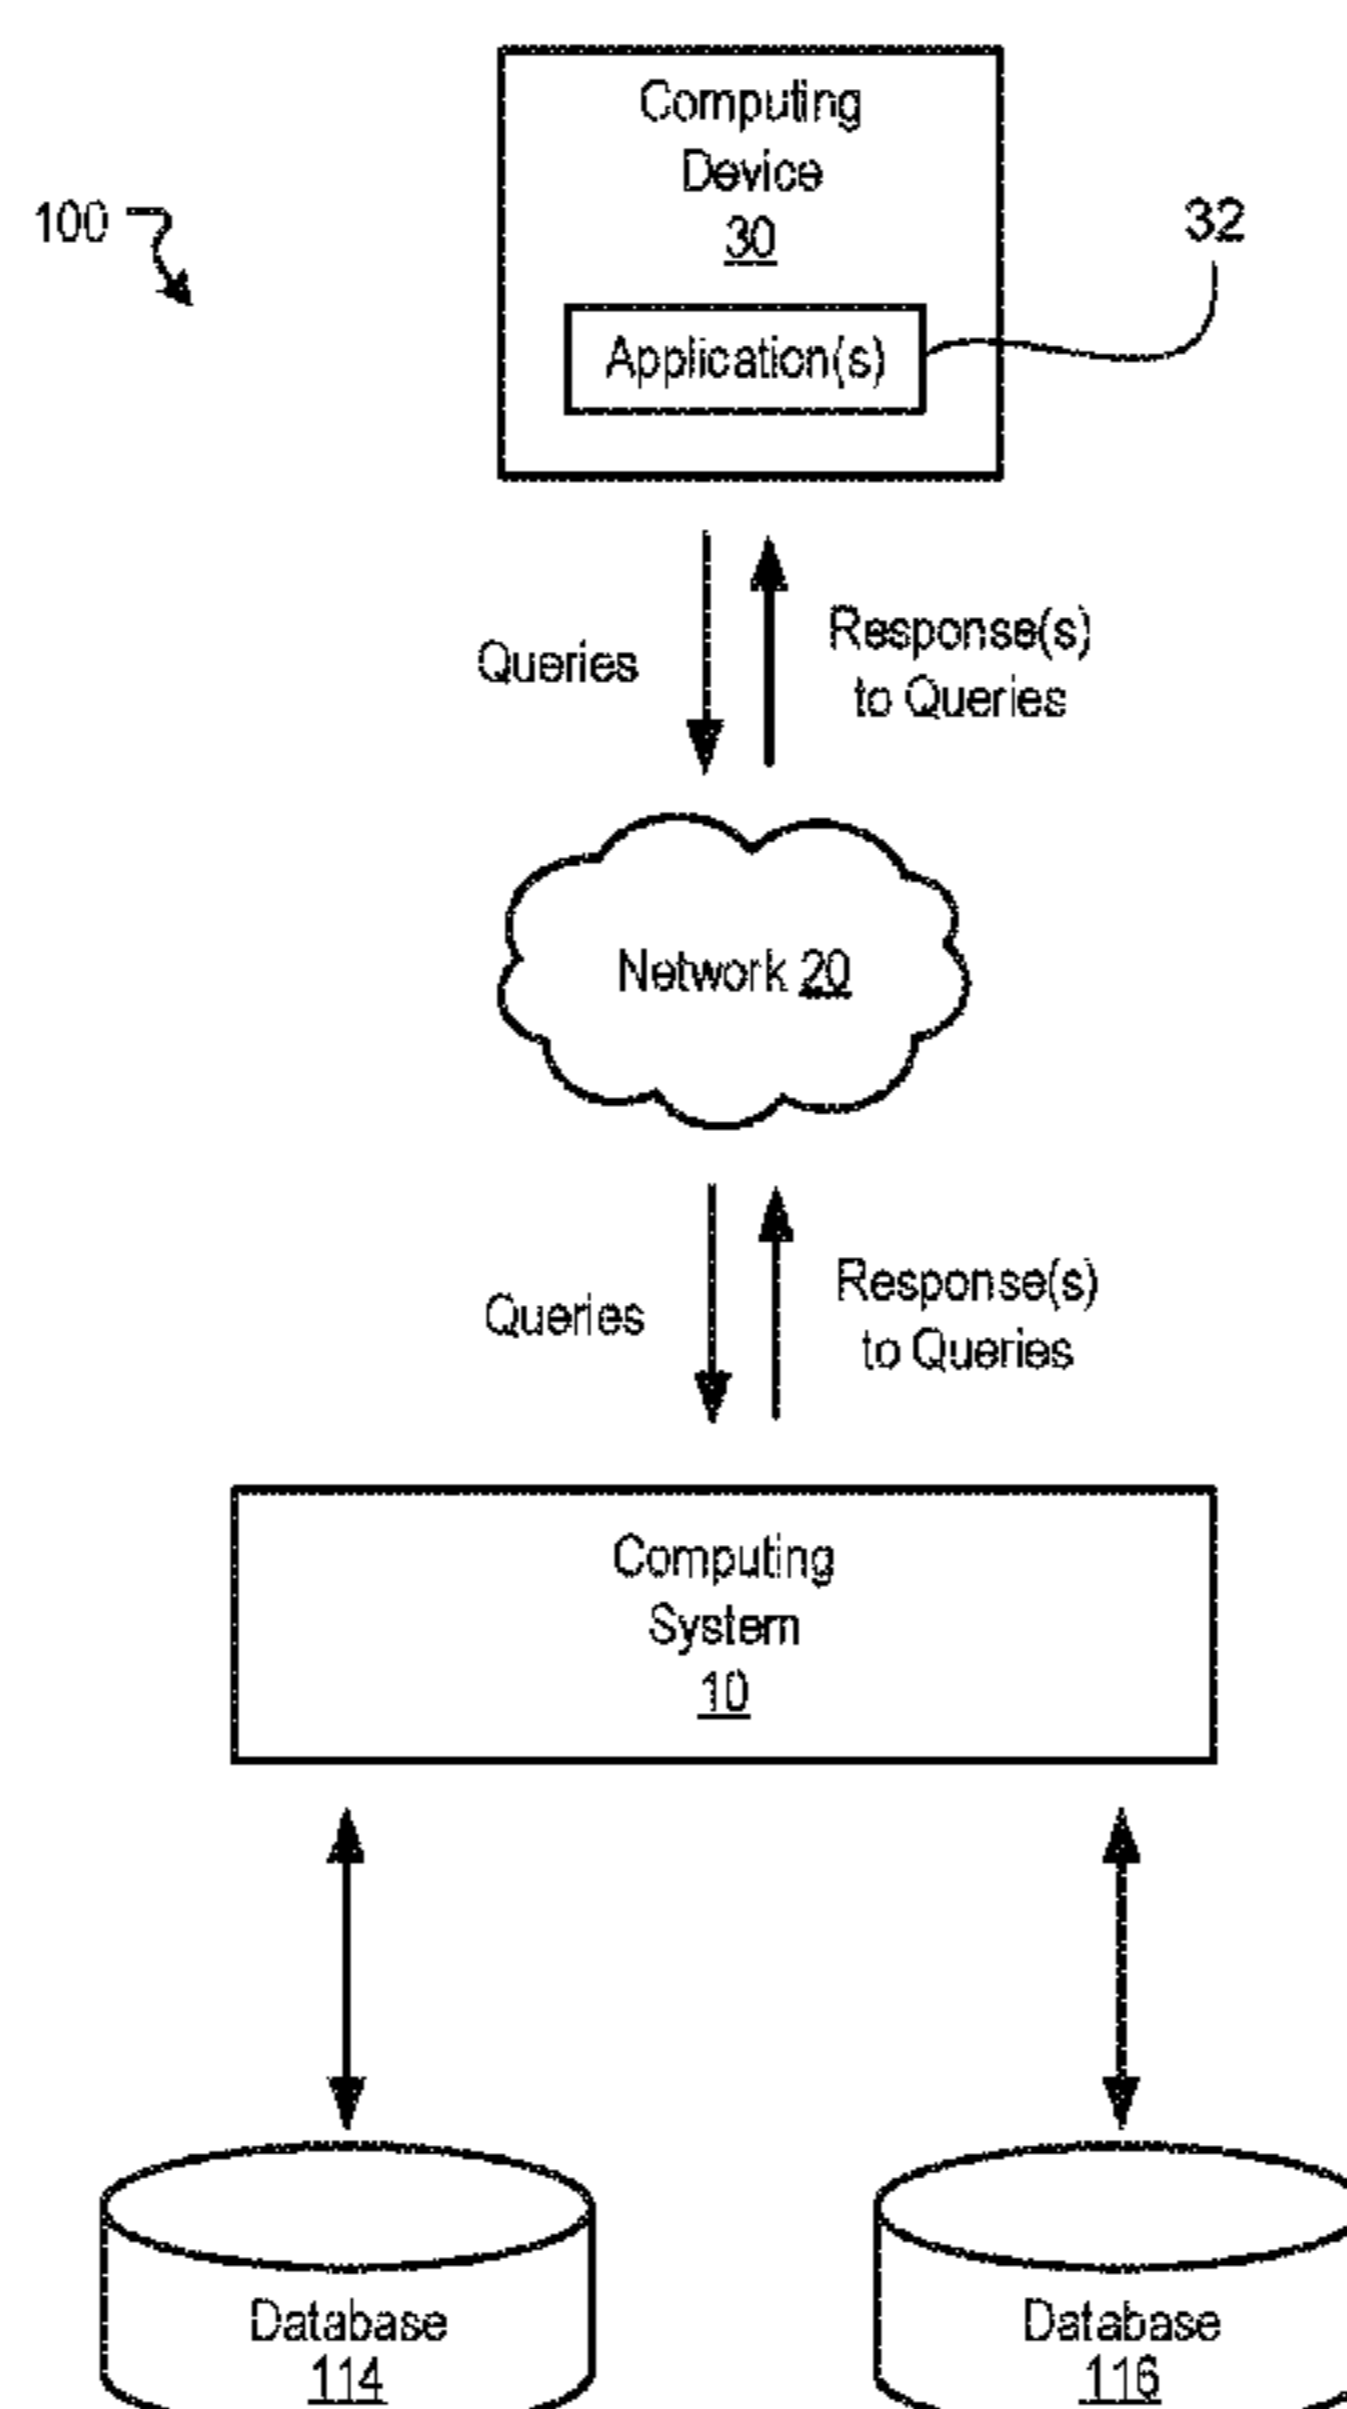 Computing
Device
30
100
32
Application(s)
Queries
Response(s)
to Queries
Network 20
Queries
Response(s)
to Queries
Computing
System
10
Database
114
Database
116